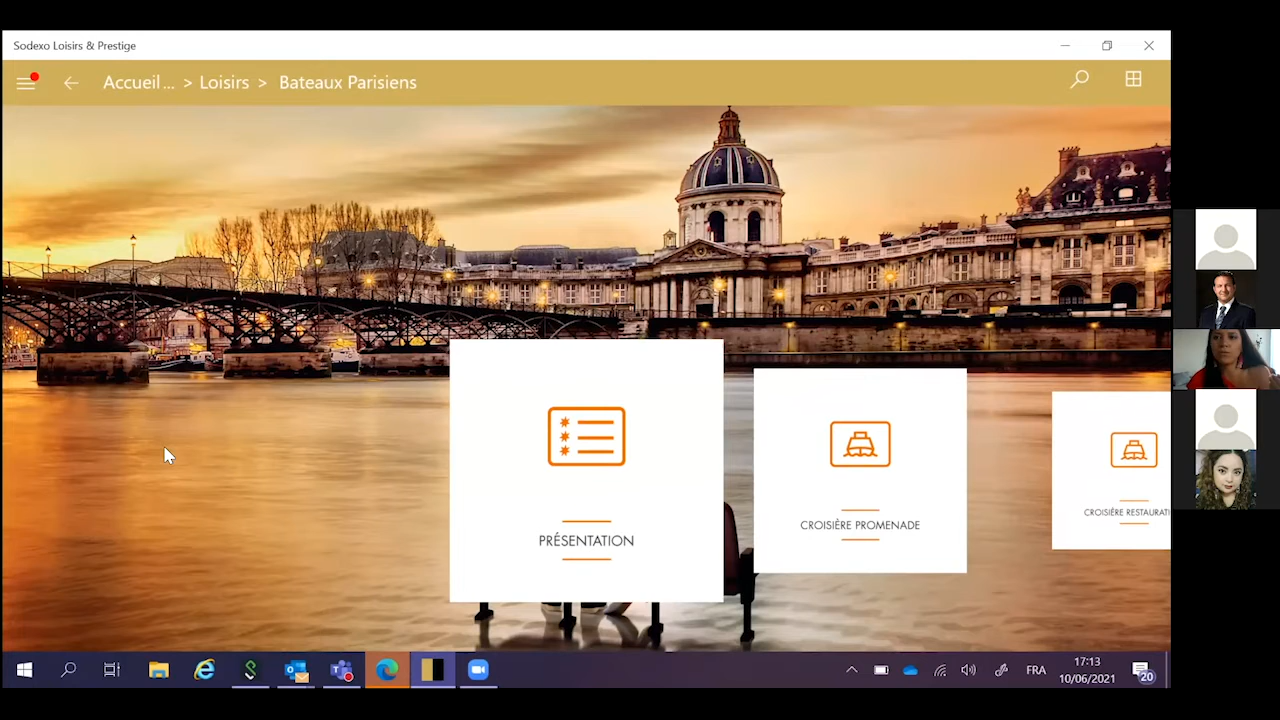 Sodexo Loisirs & Prestige
Accueil... > Loisirs > Bateaux Parisiens
PRÉSENTATION
CROISIÈRE PROMENADE
CROISIÈRE RESTAURATI
FRA
17:13
10/06/2021
20